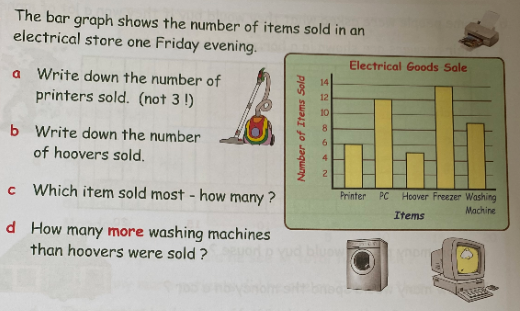 The bar graph shows the number of items sold in an
electrical store one Friday evening.
a Write down the number of
printers sold. (not 3 !)
b Write down the number
of hoovers sold.
c Which item sold most - how many ?
d How many more washing machines
than hoovers were sold ?
Electrical Goods Sale
Number of Items Sold
14
12
10
8
6
4
2
Printer PC Hoover Freezer Washing
Machine
Items